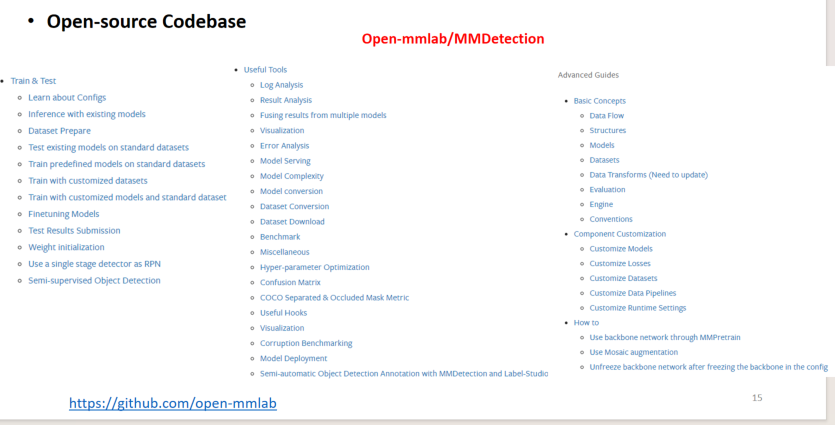 • Open-source Codebase
Open-mmlab/MMDetection
• Train & Test
Learn about Configs
Inference with existing models
Dataset Prepare
Test existing models on standard datasets
Train predefined models on standard datasets
Train with customized datasets
Train with customized models and standard dataset
Finetuning Models
Test Results Submission
Weight initialization
Use a single stage detector as RPN
Semi-supervised Object Detection
• Useful Tools
Log Analysis
Result Analysis
Fusing results from multiple models
Visualization
Error Analysis
Model Serving
Model Complexity
Model conversion
Dataset Conversion
Dataset Download
Benchmark
Miscellaneous
Hyper-parameter Optimization
Confusion Matrix
COCO Separated & Occluded Mask Metric
Useful Hooks
Visualization
Corruption Benchmarking
Model Deployment
Semi-automatic Object Detection Annotation with MMDetection and Label-Studio
Advanced Guides
• Basic Concepts
Data Flow
Structures
Models
Datasets
Data Transforms (Need to update)
Evaluation
Engine
Conventions
• Component Customization
Customize Models
Customize Losses
Customize Datasets
Customize Data Pipelines
Customize Runtime Settings
• How to
Use backbone network through MMPretrain
Use Mosaic augmentation
Unfreeze backbone network after freezing the backbone in the config
https://github.com/open-mmlab
15